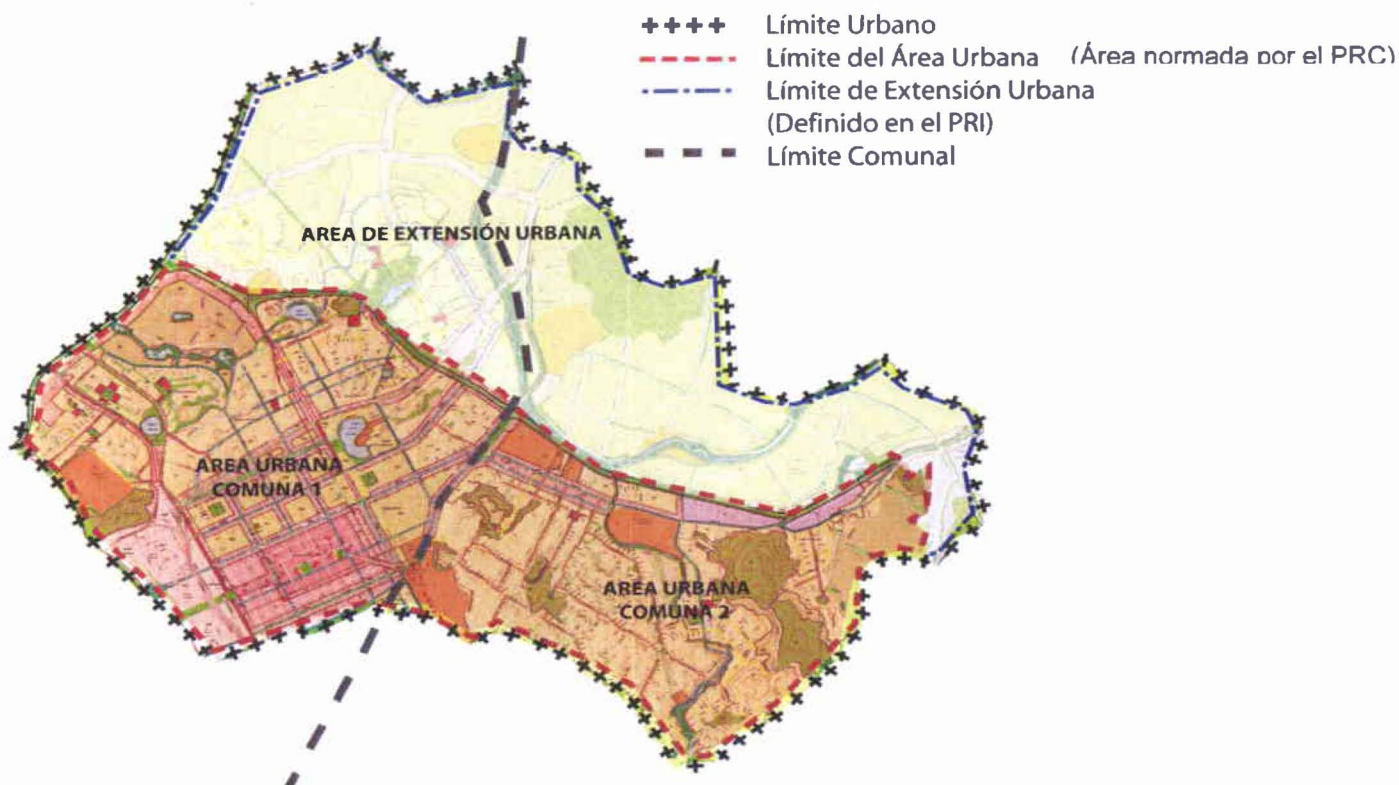 Límite Urbano
Límite del Área Urbana (Área normada por el PRC)
Límite de Extensión Urbana
(Definido en el PRI)
Límite Comunal
AREA DE EXTENSIÓN URBANA
AREA URBANA
COMUNA 1
AREA URBANA
COMUNA 2